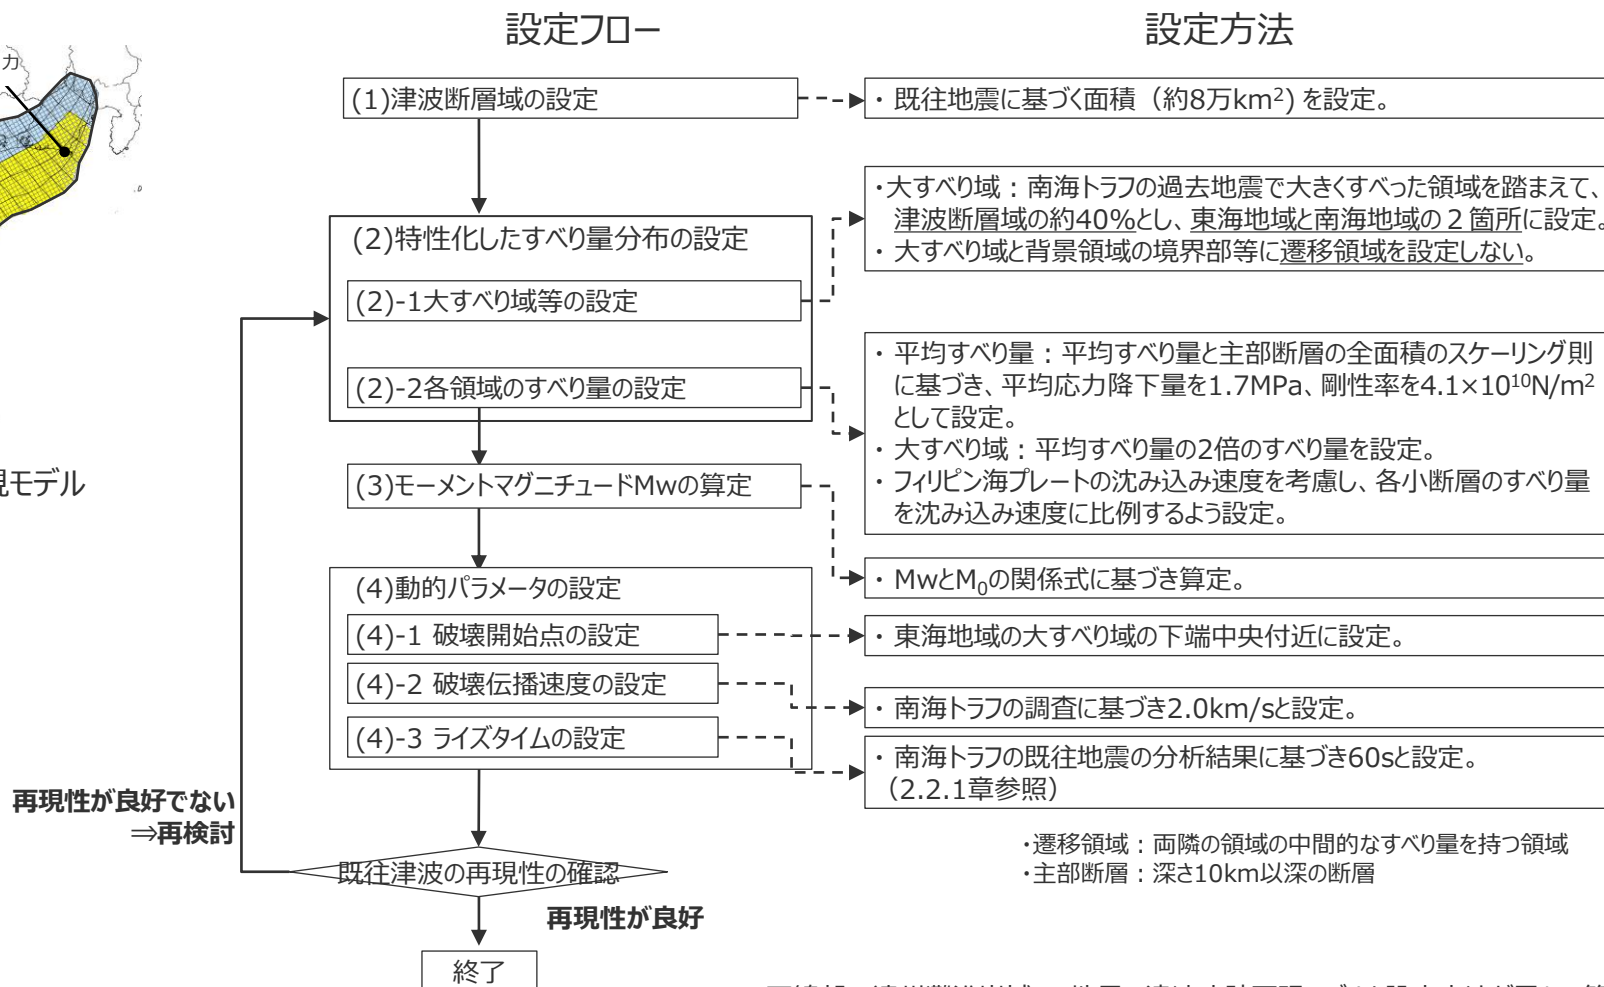 設定フロー
設定方法
カ
(1)津波断層域の設定
・ 既往地震に基づく面積（約8万km²) を設定。
(2)特性化したすべり量分布の設定
(2)-1大すべり域等の設定
・大すべり域：南海トラフの過去地震で大きくすべった領域を踏まえて、
津波断層域の約40%とし、東海地域と南海地域の２箇所に設定。
・ 大すべり域と背景領域の境界部等に遷移領域を設定しない。
(2)-2各領域のすべり量の設定
・ 平均すべり量：平均すべり量と主部断層の全面積のスケーリング則
に基づき、平均応力降下量を1.7MPa、剛性率を4.1×10¹⁰N/m²
として設定。
・ 大すべり域：平均すべり量の2倍のすべり量を設定。
・ フィリピン海プレートの沈み込み速度を考慮し、各小断層のすべり量
を沈み込み速度に比例するよう設定。
現モデル
(3)モーメントマグニチュードMwの算定
・ MwとM₀の関係式に基づき算定。
(4)動的パラメータの設定
(4)-1 破壊開始点の設定
・ 東海地域の大すべり域の下端中央付近に設定。
(4)-2 破壊伝播速度の設定
・ 南海トラフの調査に基づき2.0km/sと設定。
(4)-3 ライズタイムの設定
・ 南海トラフの既往地震の分析結果に基づき60sと設定。
（2.2.1章参照）
再現性が良好でない
⇒再検討
既往津波の再現性の確認
再現性が良好
終了
・遷移領域：両隣の領域の中間的なすべり量を持つ領域
・主部断層：深さ10km以深の断層